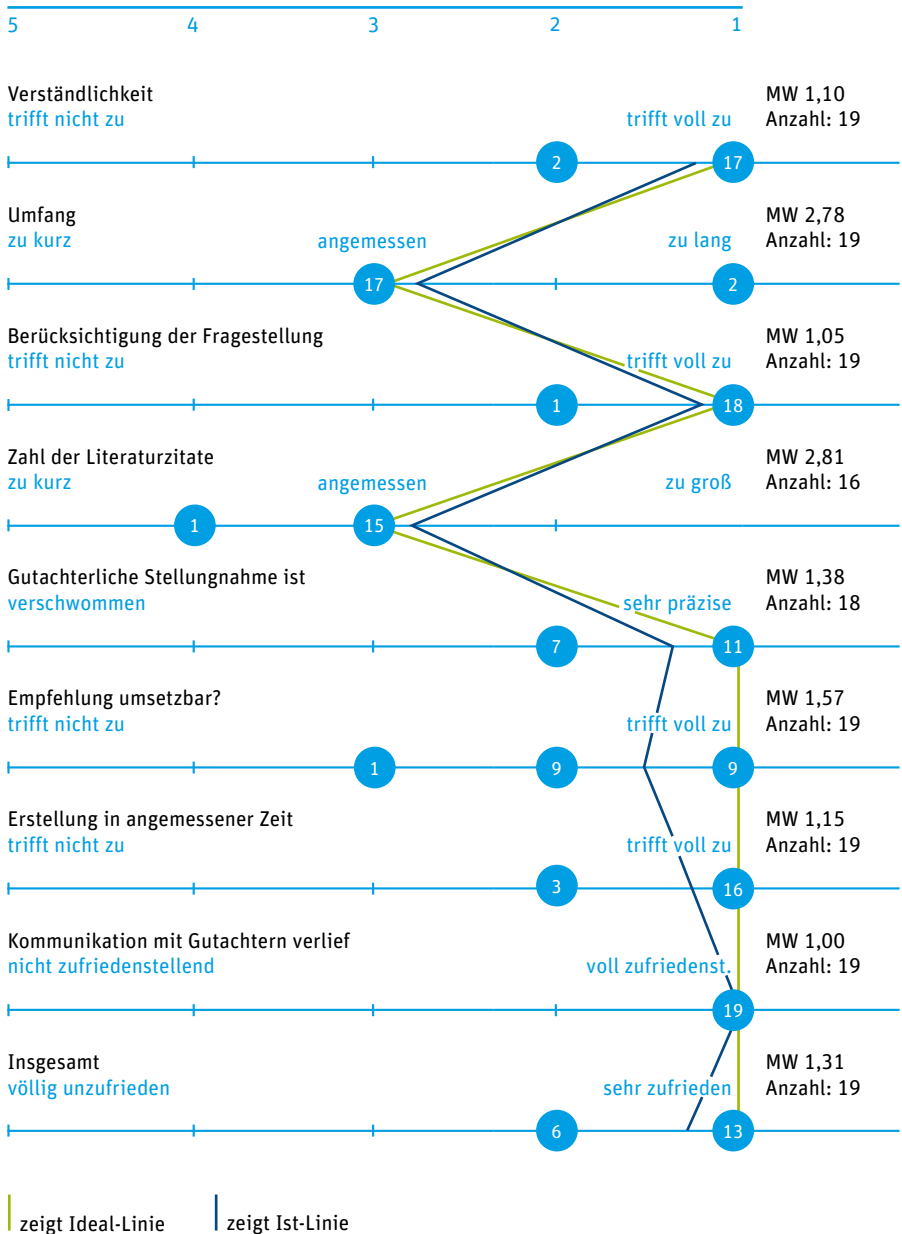 5 4 3 2 1
Verständlichkeit MW 1,10
trifft nicht zu trifft voll zu Anzahl: 19
2 17
Umfang MW 2,78
zu kurz angemessen zu lang Anzahl: 19
17 2
Berücksichtigung der Fragestellung MW 1,05
trifft nicht zu trifft voll zu Anzahl: 19
1 18
Zahl der Literaturzitate MW 2,81
zu kurz angemessen zu groß Anzahl: 16
1 15
Gutachterliche Stellungnahme ist MW 1,38
verschwommen sehr präzise Anzahl: 18
7 11
Empfehlung umsetzbar? MW 1,57
trifft nicht zu trifft voll zu Anzahl: 19
1 9 9
Erstellung in angemessener Zeit MW 1,15
trifft nicht zu trifft voll zu Anzahl: 19
3 16
Kommunikation mit Gutachtern verlief MW 1,00
nicht zufriedenstellend voll zufriedenst. Anzahl: 19
19
Insgesamt MW 1,31
völlig unzufrieden sehr zufrieden Anzahl: 19
6 13
zeigt Ideal-Linie zeigt Ist-Linie